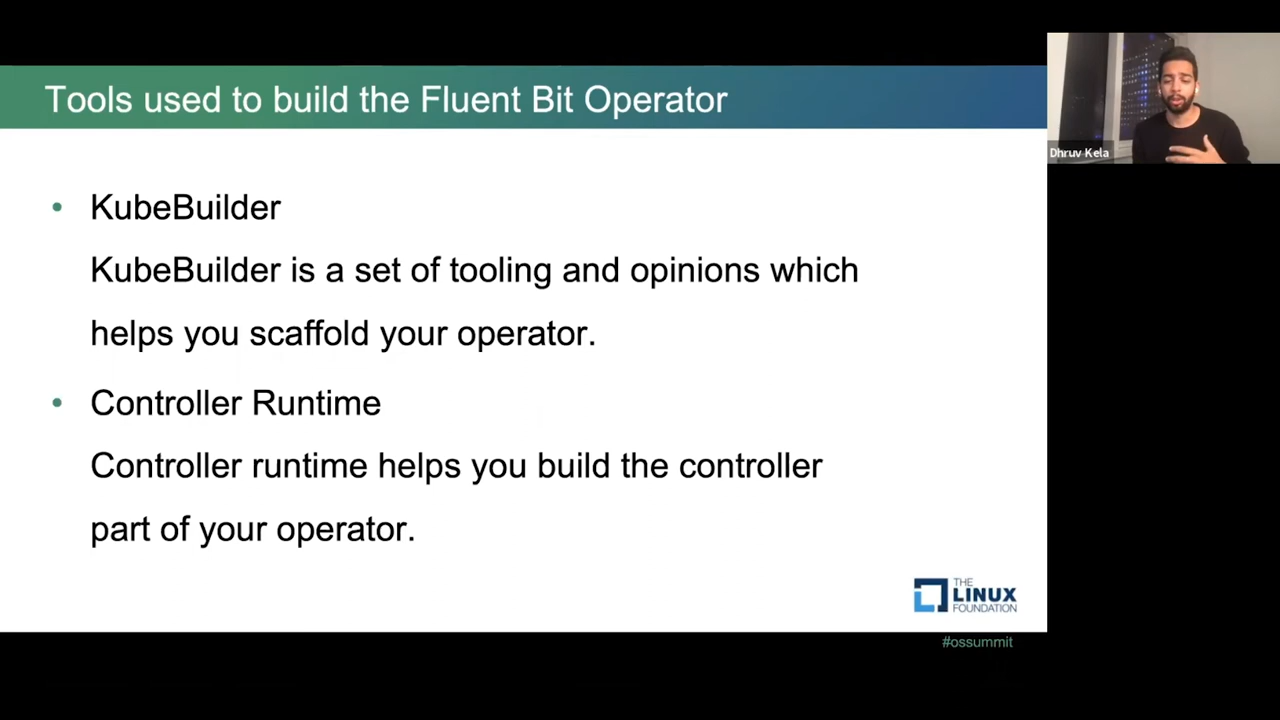 Tools used to build the Fluent Bit Operator
Dhruv Kela
• KubeBuilder
KubeBuilder is a set of tooling and opinions which
helps you scaffold your operator.
• Controller Runtime
Controller runtime helps you build the controller
part of your operator.
THE
LINUX
FOUNDATION
#ossummit